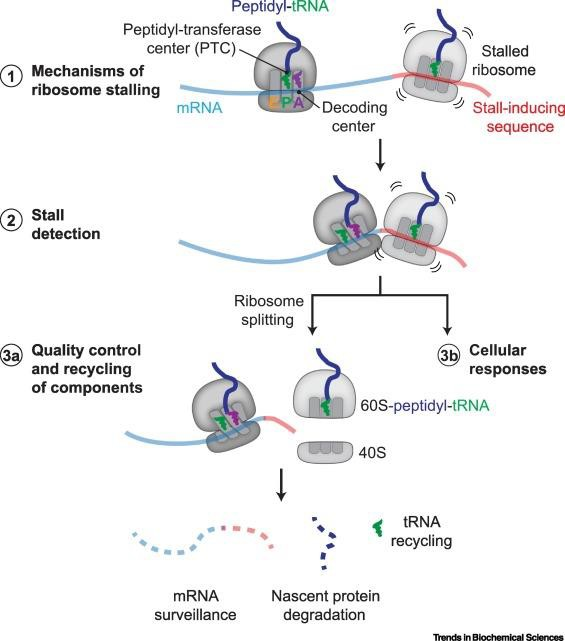 Peptidyl-tRNA
Peptidyl-transferase
center (PTC)
1
Mechanisms of
ribosome stalling
mRNA
E P A
Decoding
center
Stalled
ribosome
Stall-inducing
sequence
2
Stall
detection
Ribosome
splitting
3a
Quality control
and recycling
of components
3b
Cellular
responses
60S-peptidyl-tRNA
40S
tRNA
recycling
mRNA
surveillance
Nascent protein
degradation
Trends in Biochemical Sciences